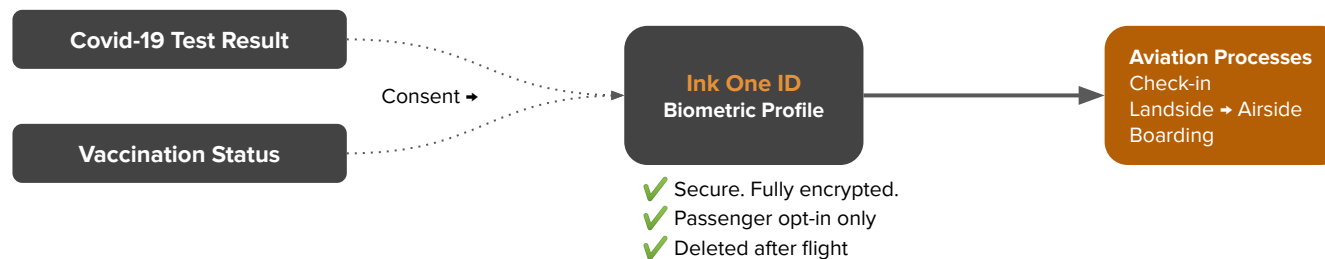 Covid-19 Test Result
Consent →
Vaccination Status
Ink One ID
Biometric Profile
✔ Secure. Fully encrypted.
✔ Passenger opt-in only
✔ Deleted after flight
Aviation Processes
Check-in
Landside → Airside
Boarding